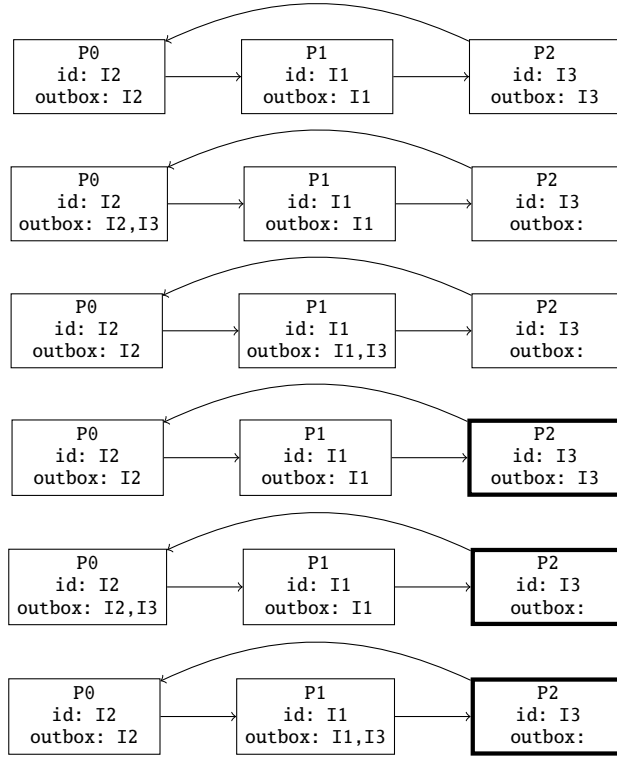 P0
id: I2
outbox: I2
P1
id: I1
outbox: I1
P2
id: I3
outbox: I3
P0
id: I2
outbox: I2,I3
P1
id: I1
outbox: I1
P2
id: I3
outbox:
P0
id: I2
outbox: I2
P1
id: I1
outbox: I1,I3
P2
id: I3
outbox:
P0
id: I2
outbox: I2
P1
id: I1
outbox: I1
P2
id: I3
outbox: I3
P0
id: I2
outbox: I2,I3
P1
id: I1
outbox: I1
P2
id: I3
outbox:
P0
id: I2
outbox: I2
P1
id: I1
outbox: I1,I3
P2
id: I3
outbox: